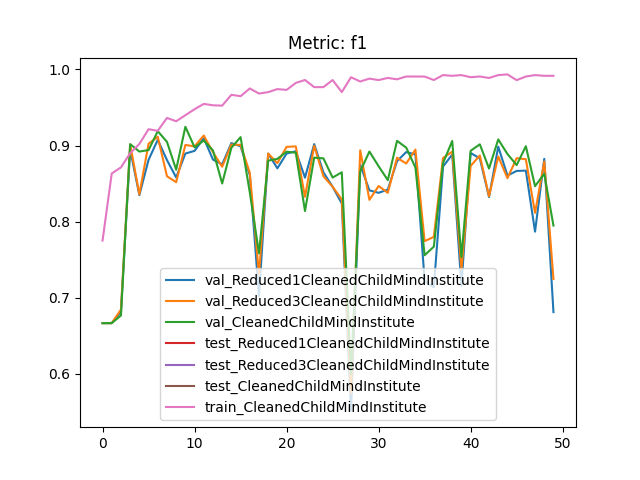 Metric: f1
1.0
0.9
0.8
0.7
0.6
val_Reduced1CleanedChildMindInstitute
val_Reduced3CleanedChildMindInstitute
val_CleanedChildMindInstitute
test_Reduced1CleanedChildMindInstitute
test_Reduced3CleanedChildMindInstitute
test_CleanedChildMindInstitute
train_CleanedChildMindInstitute
0 10 20 30 40 50